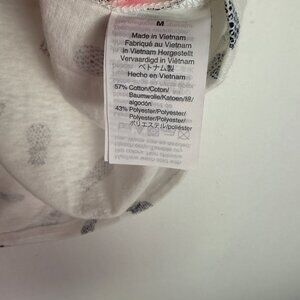 M
Made in Vietnam
Fabriqué au Vietnam
in Vietnam Hergestellt
Vervaardigd in Viëtnam
ベトナム製
Hecho en Vietnam
57% Cotton/Coton/
Baumwolle/Katoen/綿/
algodón
43% Polyester/Polyester/
Polyester/Polyester/
ポリエステル/poliéster